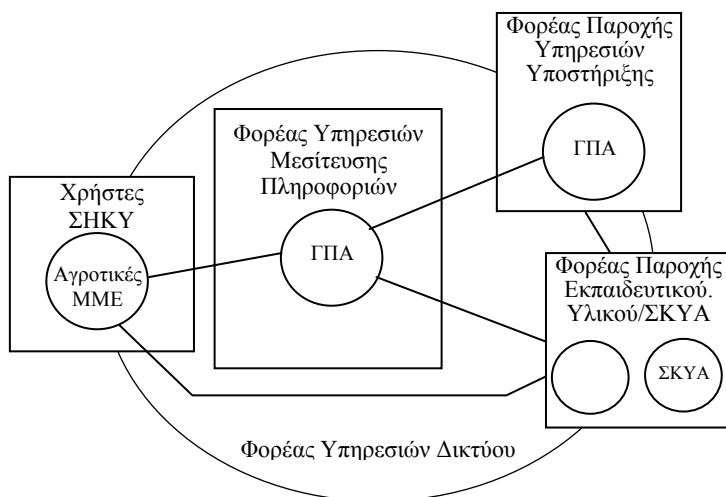 Φορέας Παροχής
Υπηρεσιών
Υποστήριξης
ΓΠΑ
Φορέας Υπηρεσιών
Μεσίτευσης
Πληροφοριών
ΓΠΑ
Χρήστες
ΣΗΚΥ
Αγροτικές
ΜΜΕ
Φορέας Παροχής
Εκπαιδευτικού.
Υλικού/ΣΚΥΑ
ΣΚΥΑ
Φορέας Υπηρεσιών Δικτύου